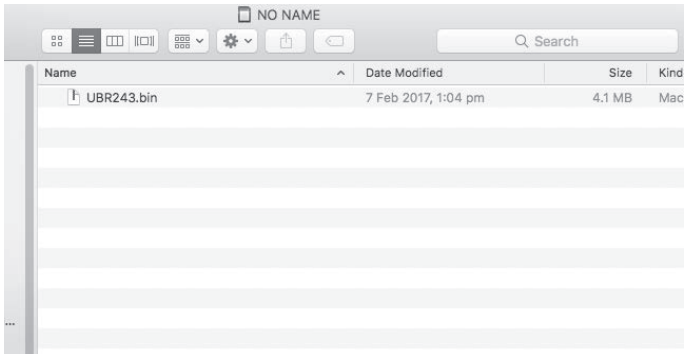 NO NAME
Search
Name Date Modified Size Kind
UBR243.bin 7 Feb 2017, 1:04 pm 4.1 MB Mac
...